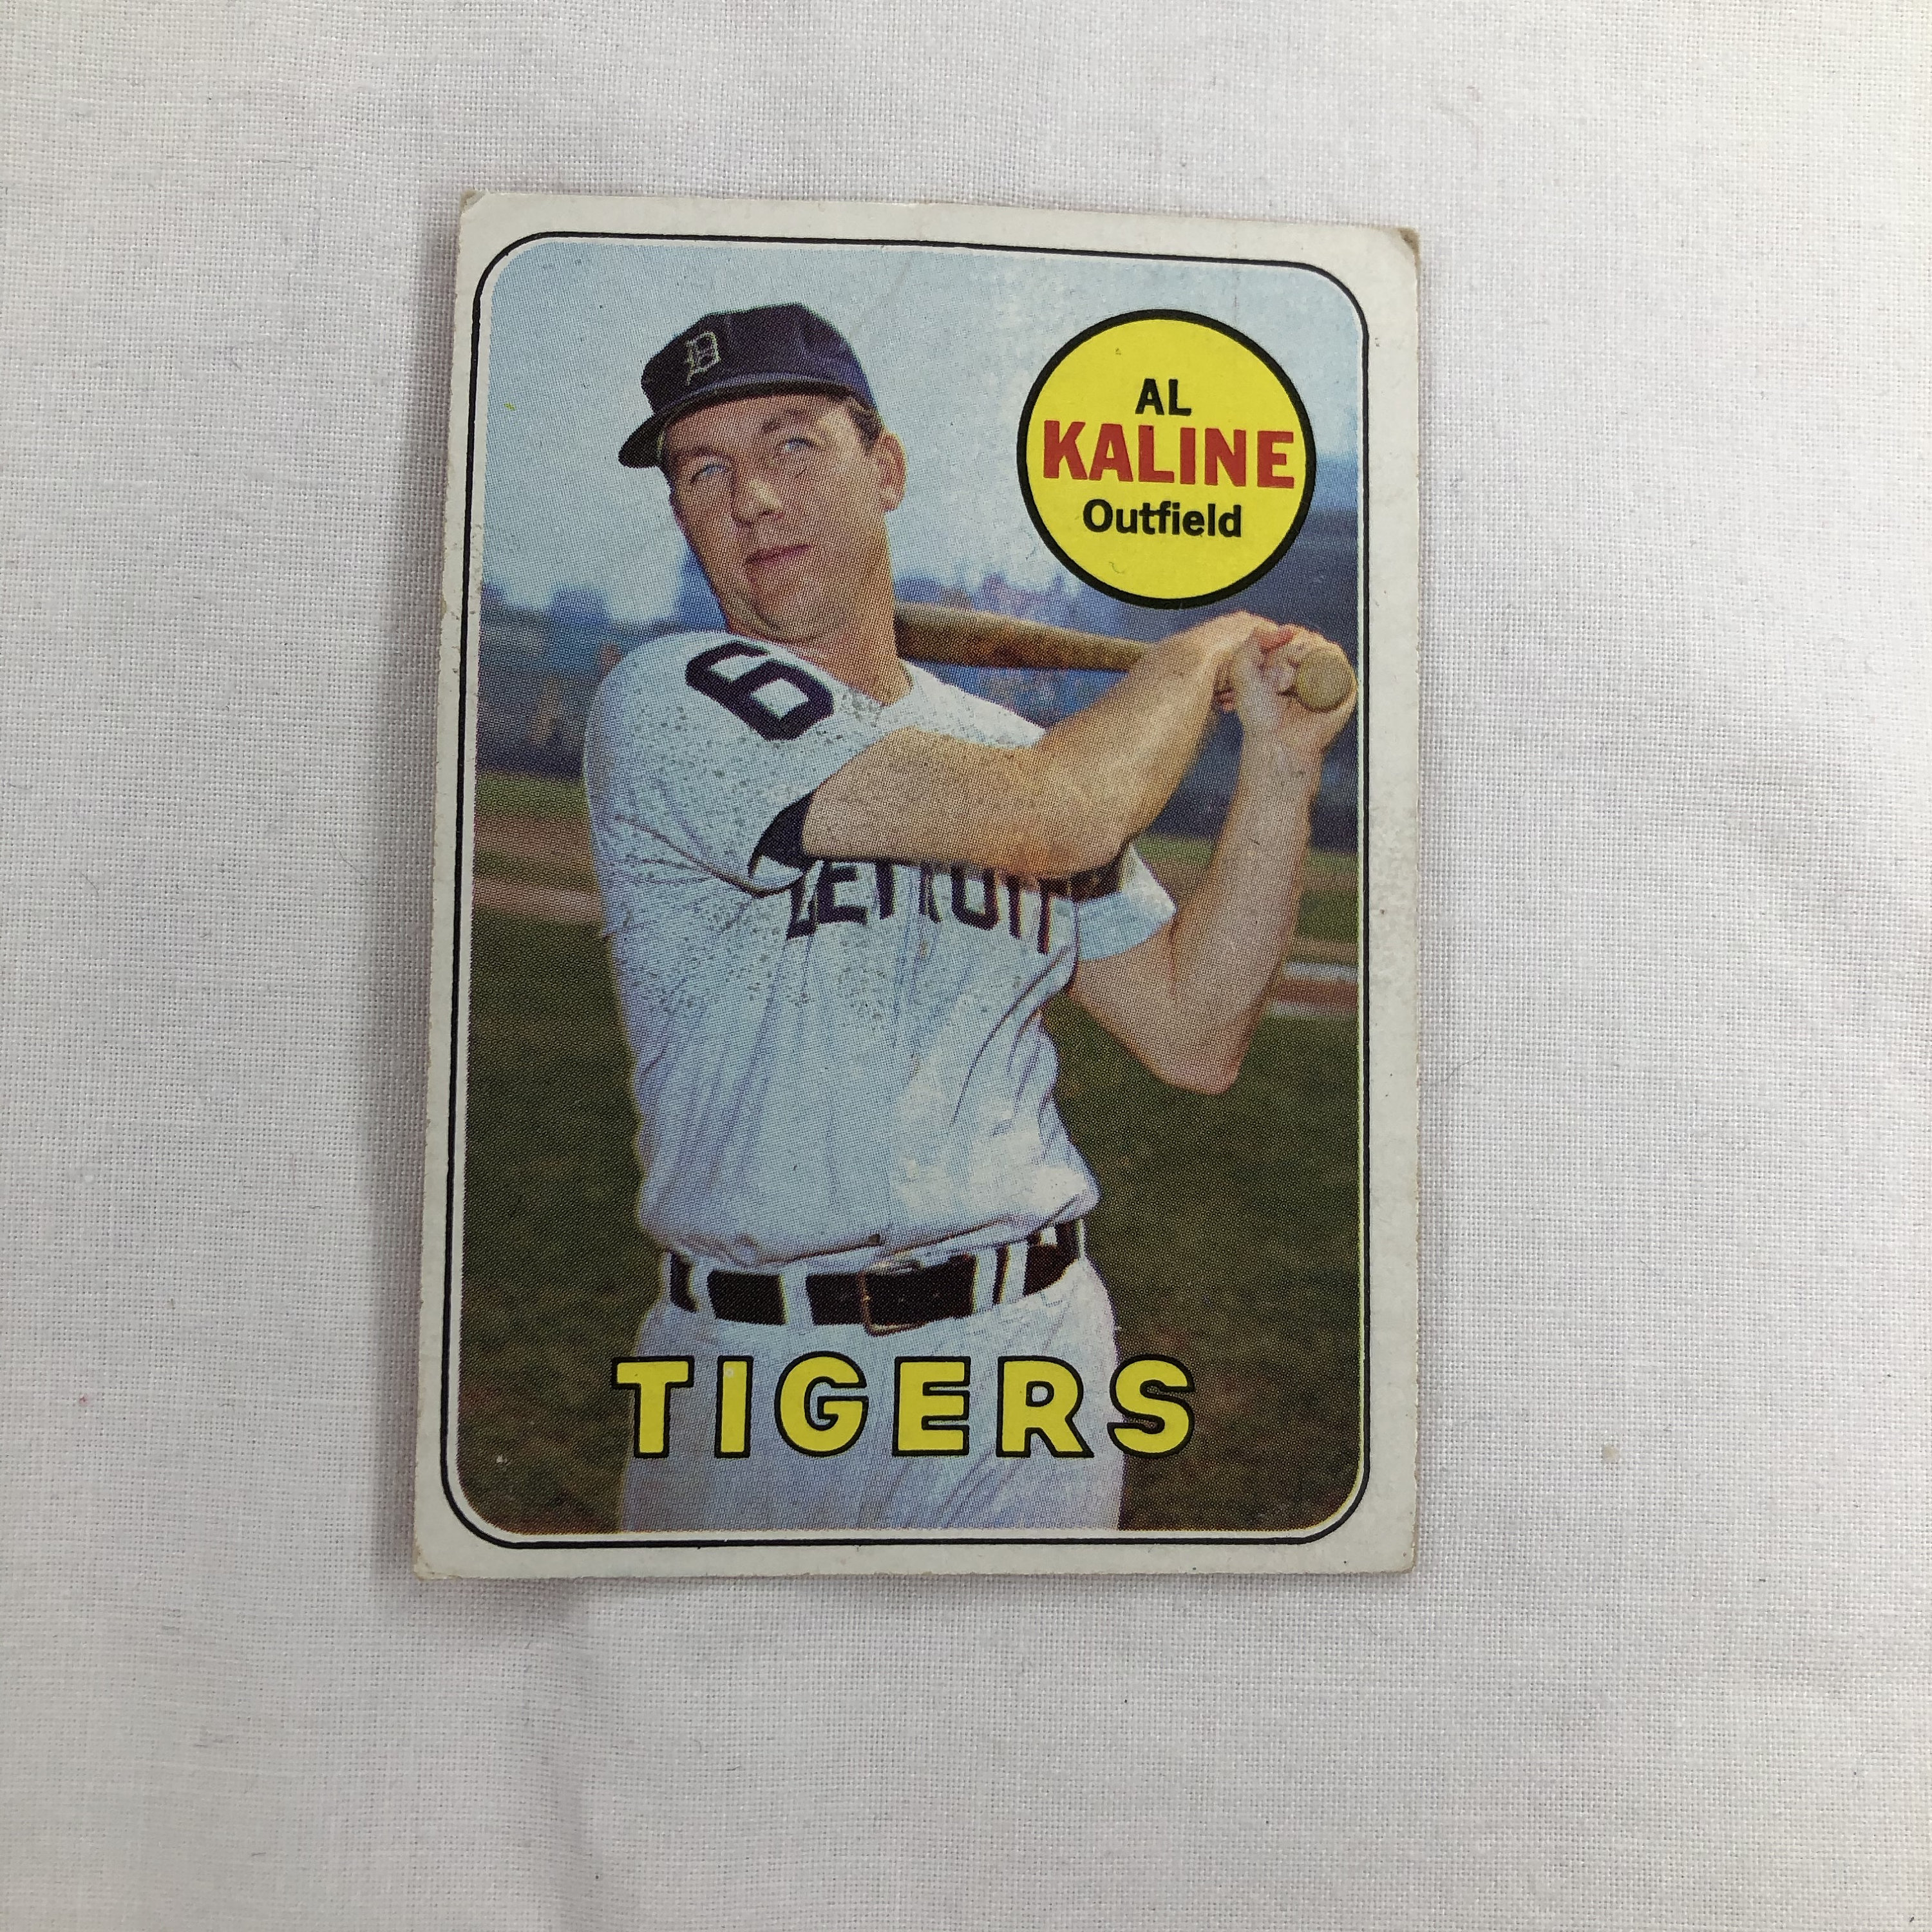 D
AL
KALINE
Outfield
6
DETROIT
TIGERS